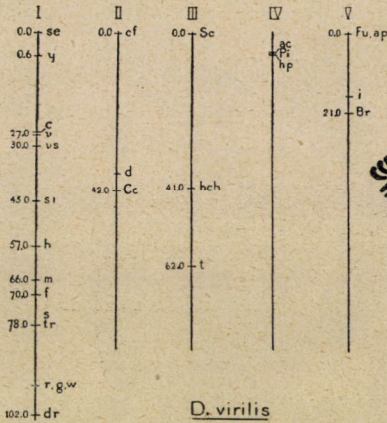 I II III IV V
0.0 se
0.6 y
c
27.0 v
30.0 vs
45.0 si
57.0 h
66.0 m
70.0 f
s
78.0 tr
r, g, w
102.0 dr
0.0 cf
d
42.0 Cc
0.0 Sc
41.0 hch
62.0 t
ac
Pi
hp
0.0 Fu, ap
i
21.0 Br
D. virilis